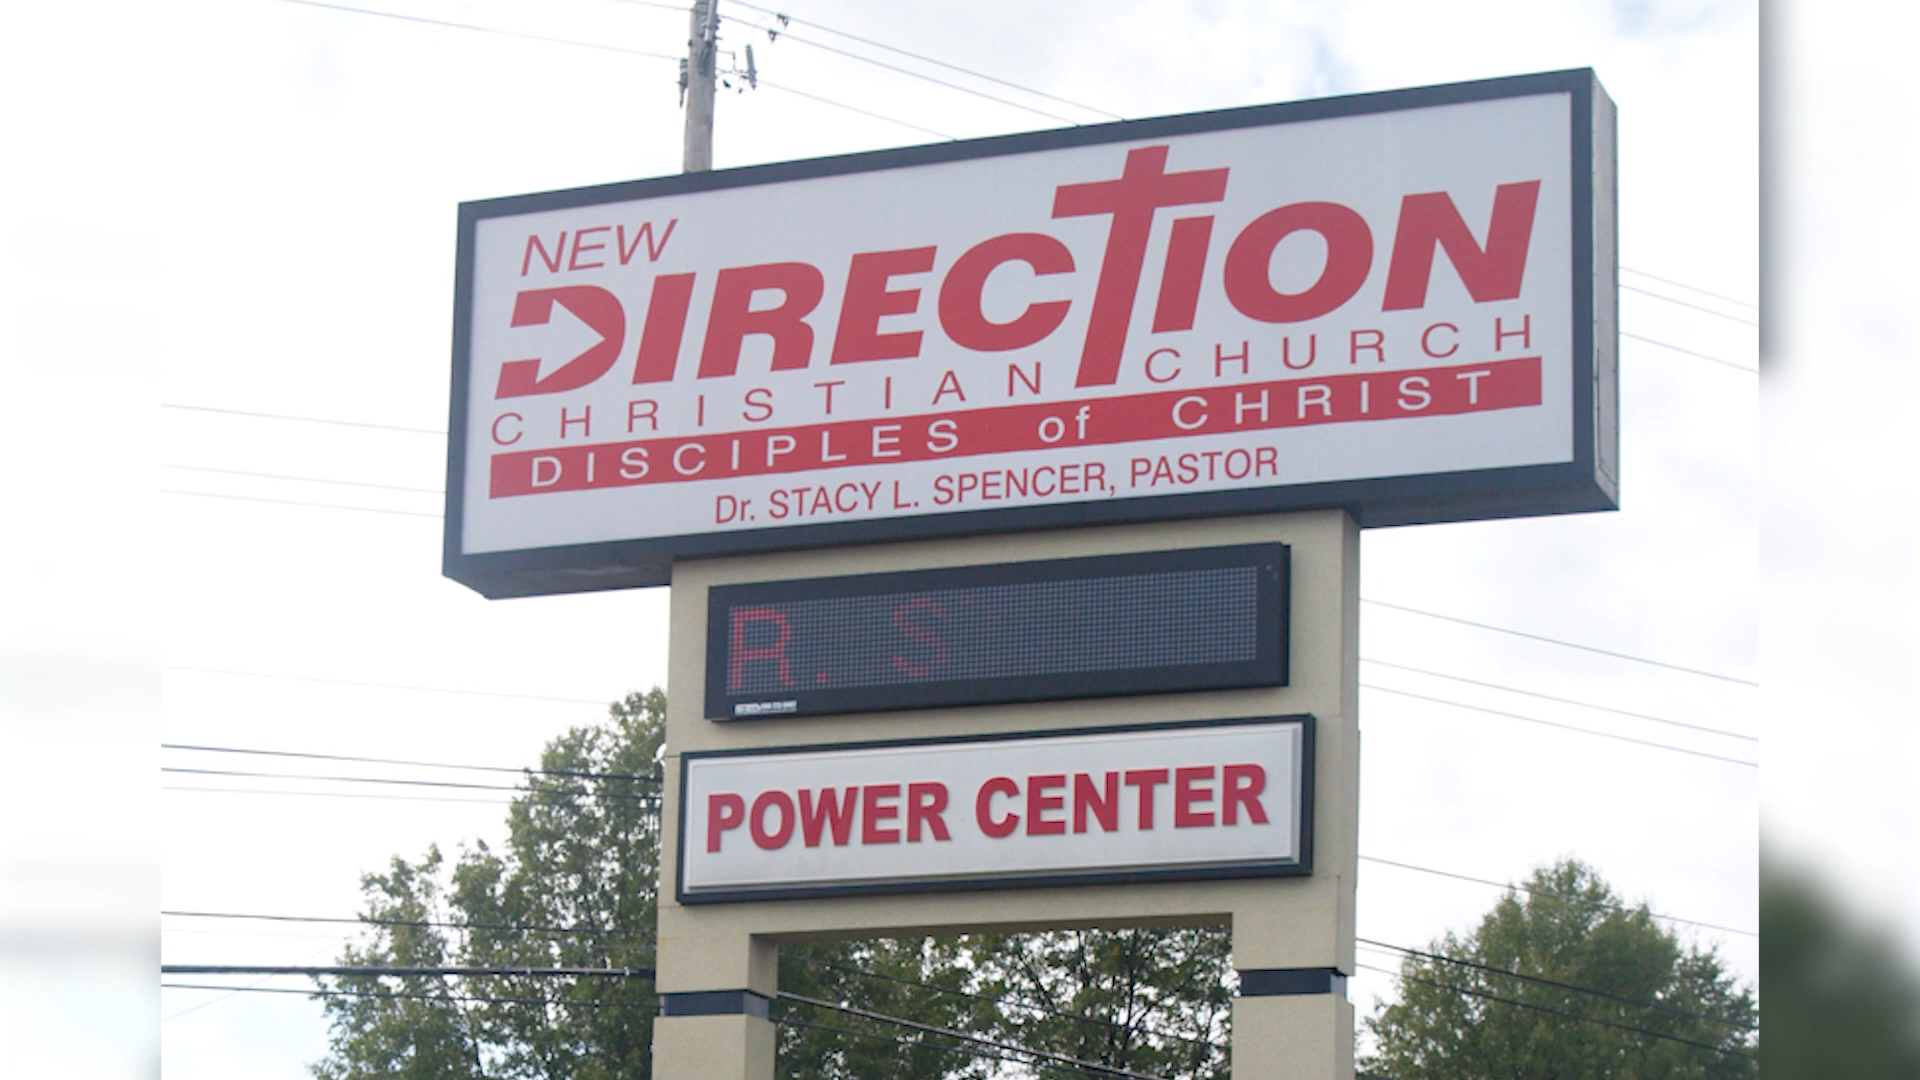 NEW
DIRECTION
CHRISTIAN CHURCH
DISCIPLES of CHRIST
Dr. STACY L. SPENCER, PASTOR
R. S
POWER CENTER